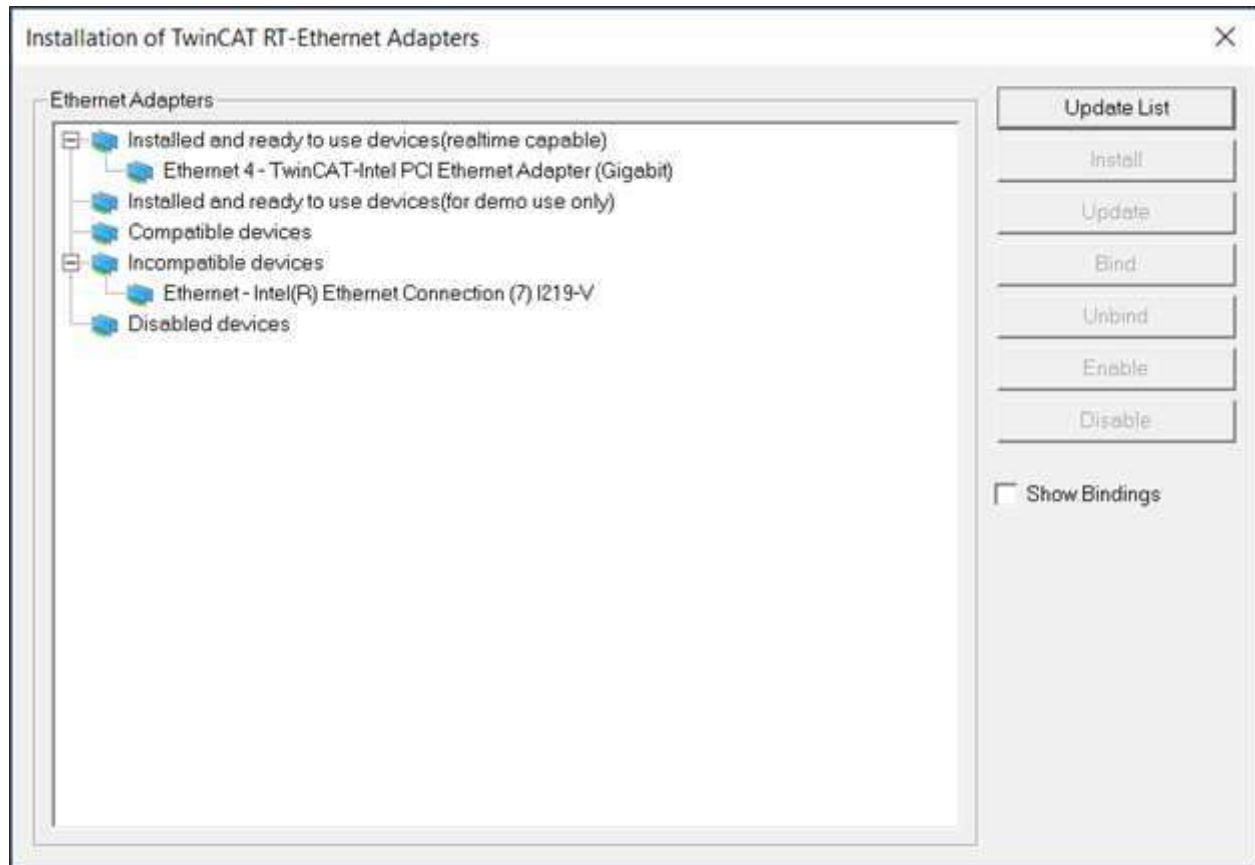 Installation of TwinCAT RT-Ethernet Adapters
Ethernet Adapters
Installed and ready to use devices(realtime capable)
Ethernet 4 - TwinCAT-Intel PCI Ethernet Adapter (Gigabit)
Installed and ready to use devices(for demo use only)
Compatible devices
Incompatible devices
Ethernet - Intel(R) Ethernet Connection (7) I219-V
Disabled devices
Update List
Install
Update
Bind
Unbind
Enable
Disable
Show Bindings